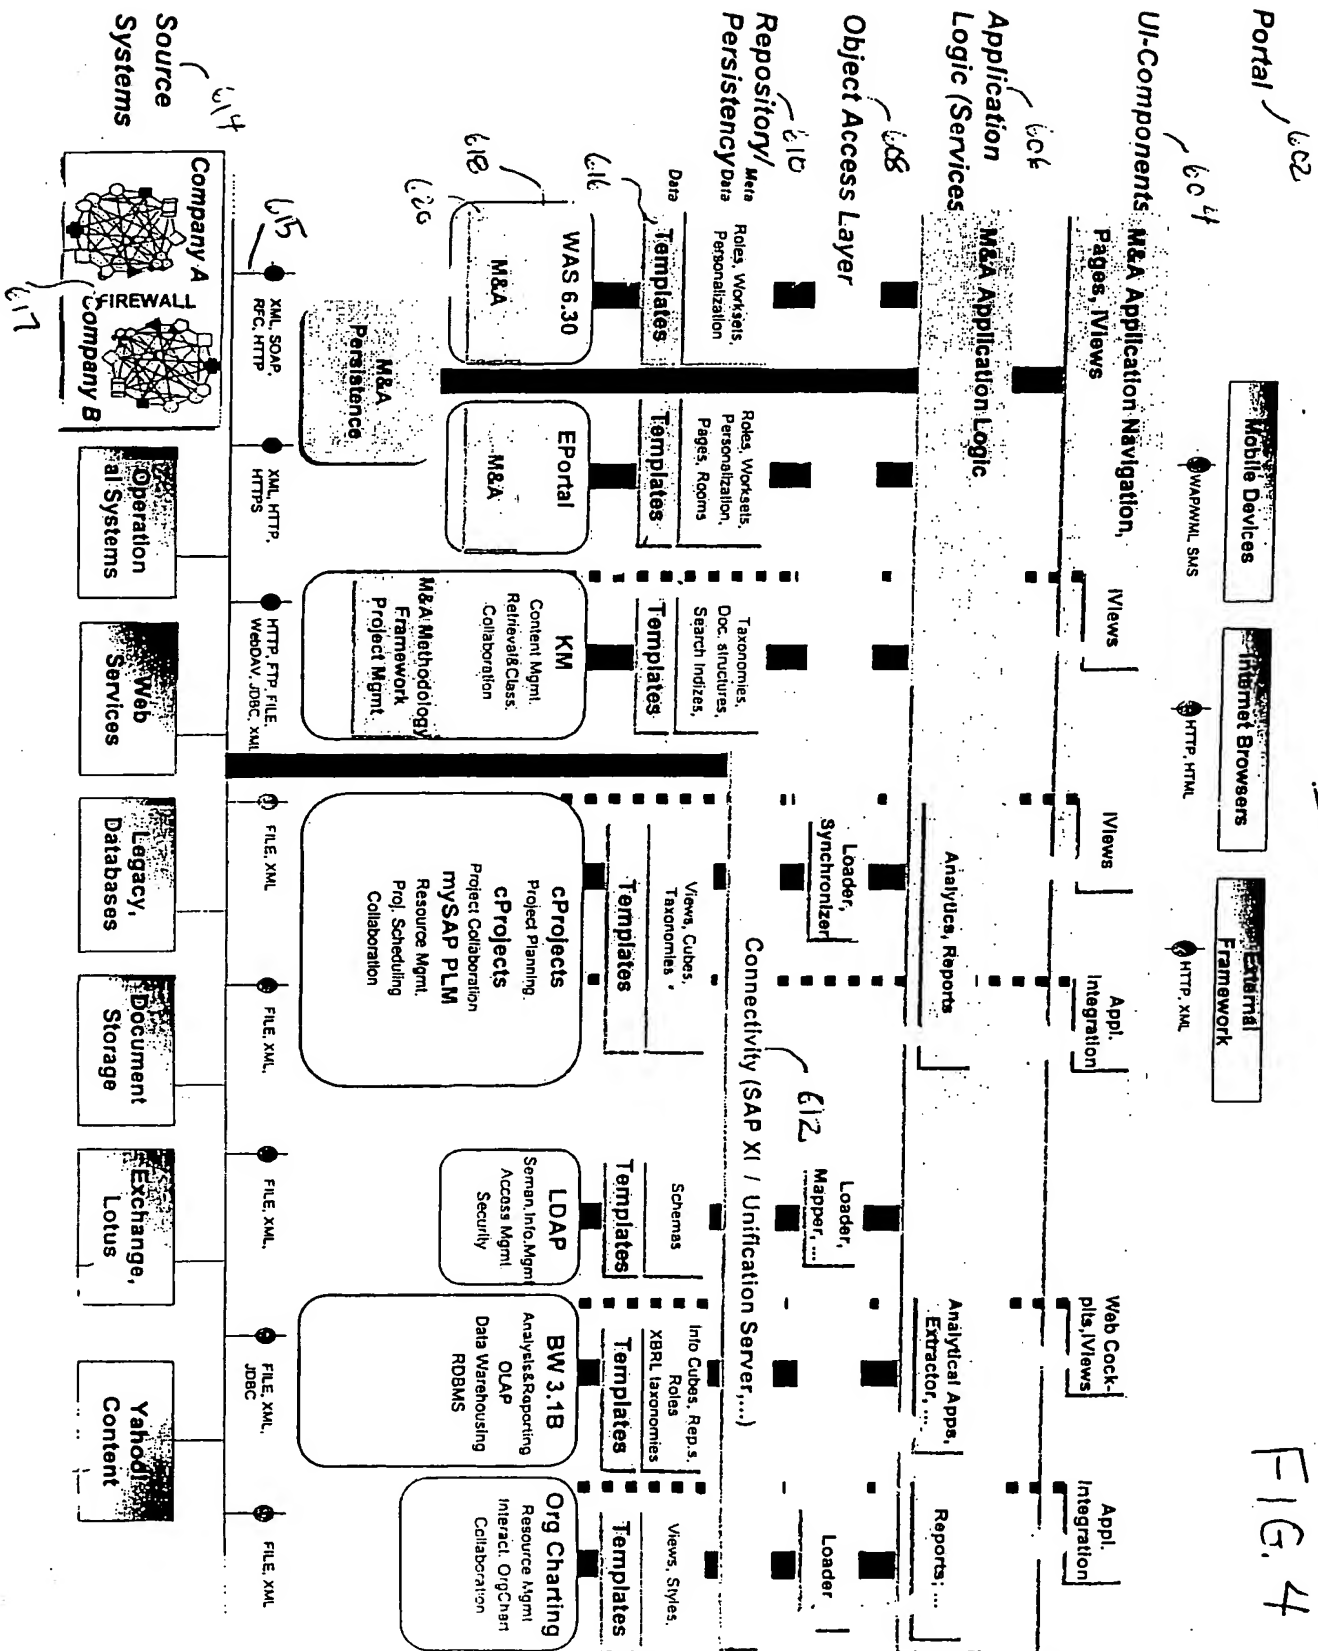 FIG. 4
Portal
602
Mobile Devices
Internet Browsers
External
Framework
WAP/WML, SMS
HTTP, HTML
HTTP, XML
UI-Components
604
M&A Application Navigation,
Pages, IViews
IViews
IViews
Appl.
Integration
Web Cock-
pits,IViews
Appl.
Integration
Application
Logic (Services
606
M&A Application Logic
Analytics, Reports
Analytical Apps,
Extractor, ...
Reports; ...
Object Access Layer
608
Loader,
Synchronizer
Loader,
Mapper, ...
Loader
Repository/
Persistency
610
Meta
Data
Data
Roles, Worksets,
Personalization
Roles, Worksets,
Personalization,
Pages, Rooms
Taxonomies,
Doc. structures,
Search Indizes,
Connectivity (SAP XI / Unification Server,...)
612
Views, Cubes,
Taxonomies
Schemas
Info Cubes, Rep.s.
Roles
XBRL taxonomies
Views, Styles,
616
Templates
Templates
Templates
Templates
Templates
Templates
Templates
618
620
WAS 6.30
M&A
EPortal
M&A
M&A
Persistence
KM
Content Mgmt.
Retrieval&Class.
Collaboration
M&A Methodology
Framework
Project Mgmt
cProjects
Project Planning.
cProjects
Project Collaboration
mySAP PLM
Resource Mgmt.
Proj. Scheduling
Collaboration
LDAP
Seman.Info.Mgmt
Access Mgmt
Security
BW 3.1B
Analysis&Raporting
OLAP
Data Warehousing
RDBMS
Org Charting
Resource Mgmt
Interact. OrgChart
Collaboration
615
XML, SOAP,
RFC, HTTP
XML, HTTP,
HTTPS
HTTP, FTP, FILE,
WebDAV, JDBC, XML
FILE, XML
FILE, XML,
FILE, XML,
FILE, XML,
JDBC
FILE, XML
Source
Systems
614
Company A
FIREWALL
Company B
617
Operation
al Systems
Web
Services
Legacy,
Databases
Document
Storage
Exchange,
Lotus
Yahoo!
Content